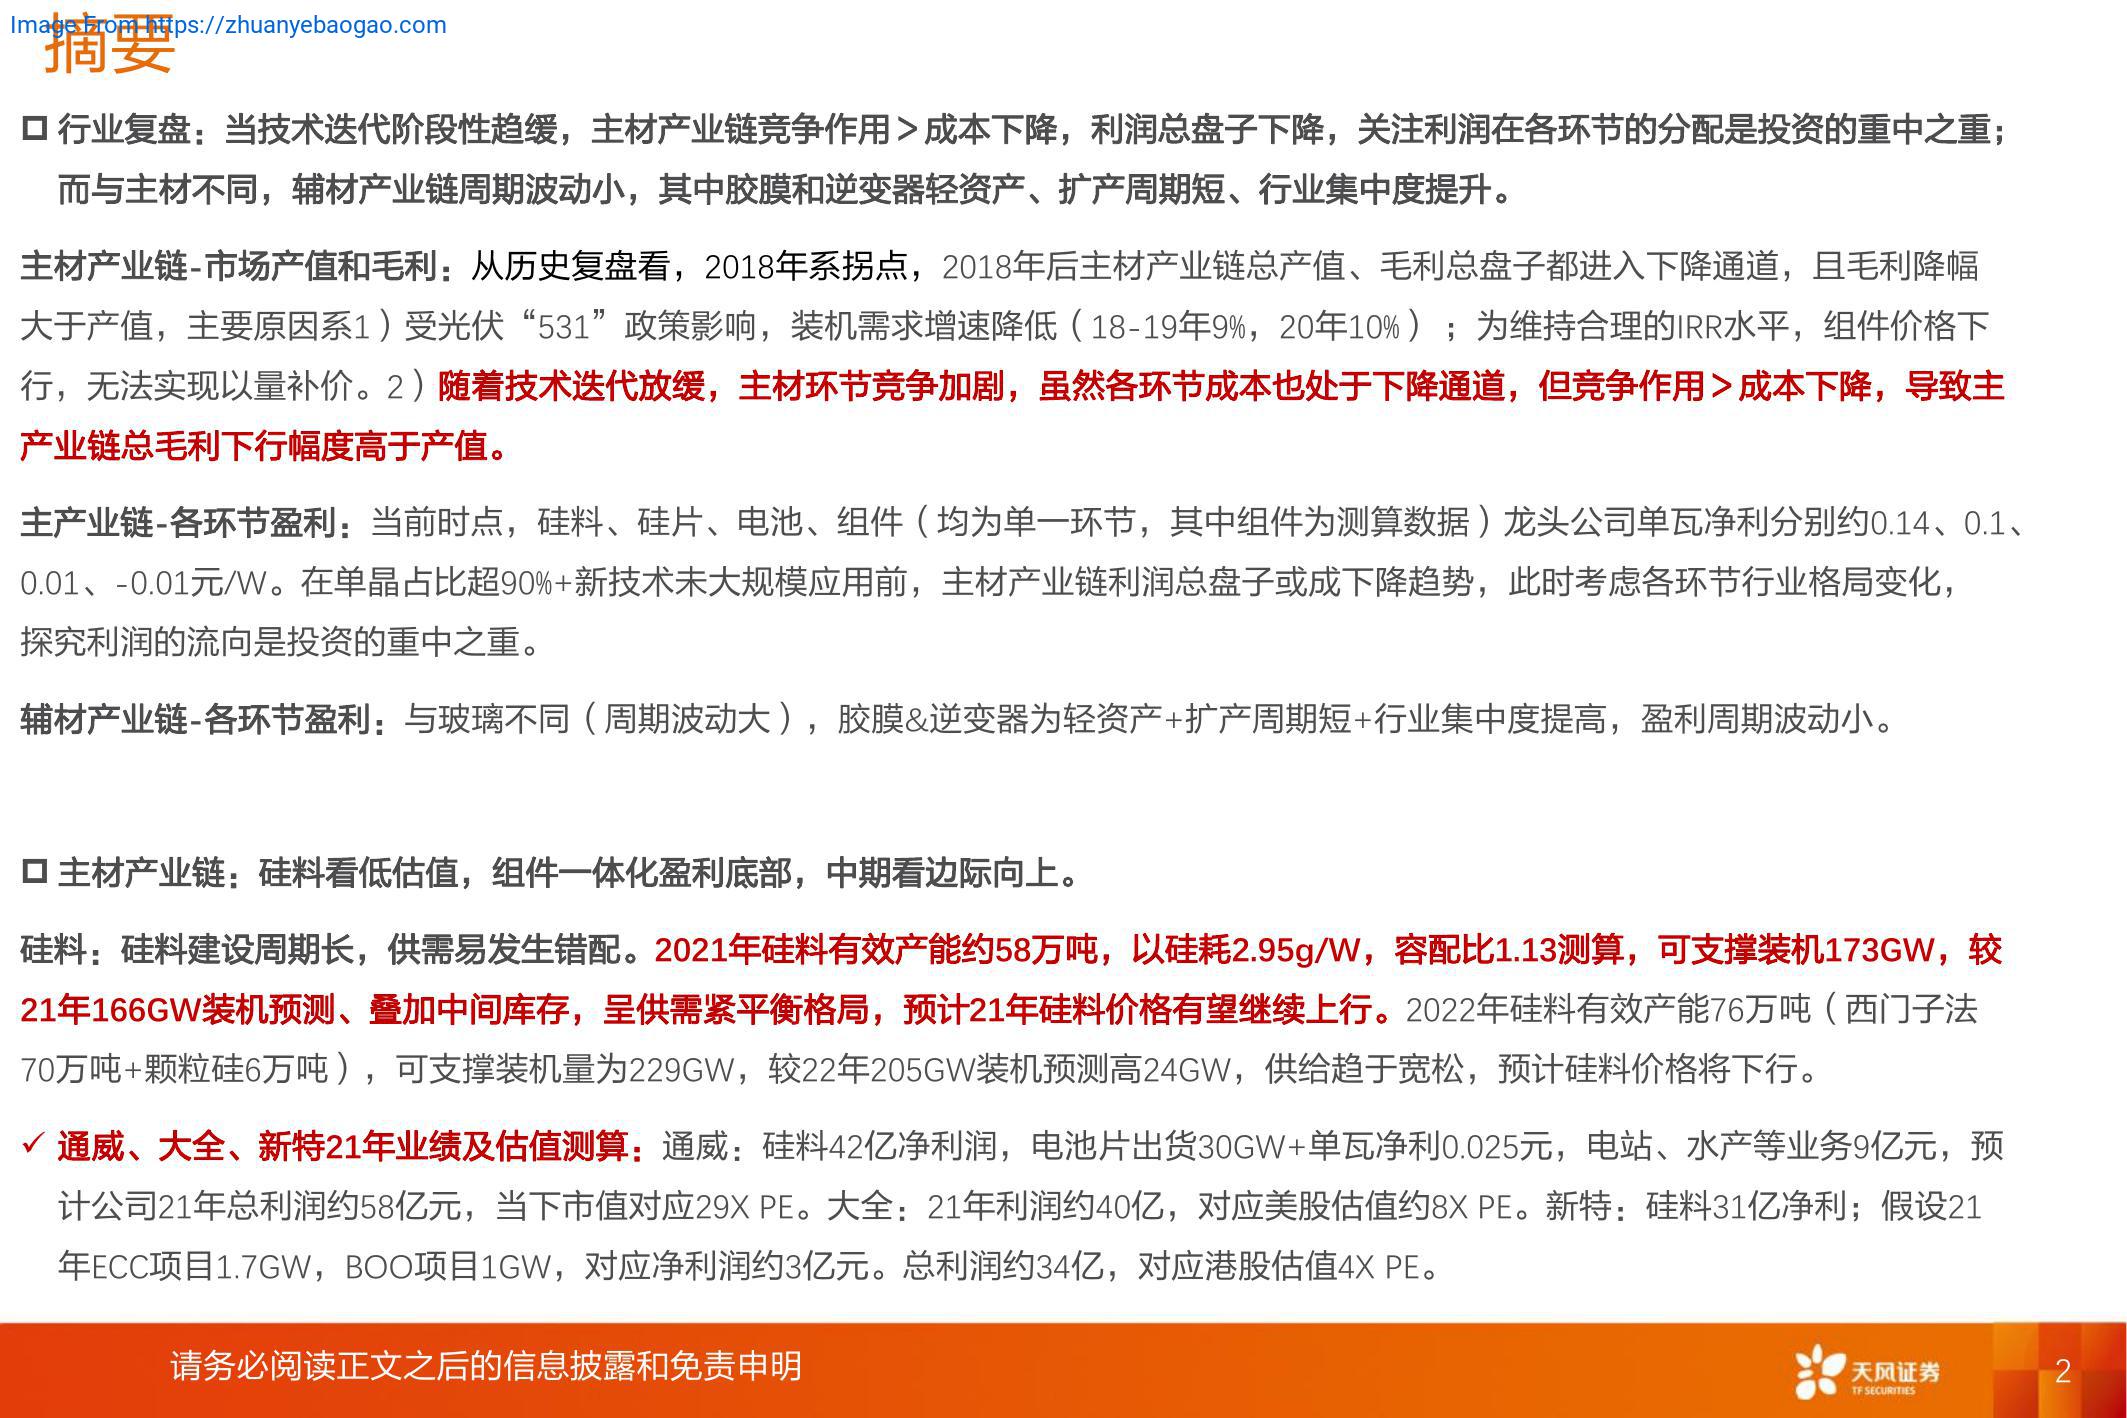 Image From https://zhuanyebaogao.com
摘要
行业复盘：当技术迭代阶段性趋缓，主材产业链竞争作用＞成本下降，利润总盘子下降，关注利润在各环节的分配是投资的重中之重；
而与主材不同，辅材产业链周期波动小，其中胶膜和逆变器轻资产、扩产周期短、行业集中度提升。
主材产业链-市场产值和毛利：从历史复盘看，2018年系拐点，2018年后主材产业链总产值、毛利总盘子都进入下降通道，且毛利降幅
大于产值，主要原因系1）受光伏“531”政策影响，装机需求增速降低（18-19年9%，20年10%）；为维持合理的IRR水平，组件价格下
行，无法实现以量补价。2）随着技术迭代放缓，主材环节竞争加剧，虽然各环节成本也处于下降通道，但竞争作用＞成本下降，导致主
产业链总毛利下行幅度高于产值。
主产业链-各环节盈利：当前时点，硅料、硅片、电池、组件（均为单一环节，其中组件为测算数据）龙头公司单瓦净利分别约0.14、0.1、
0.01、-0.01元/W。在单晶占比超90%+新技术未大规模应用前，主材产业链利润总盘子或成下降趋势，此时考虑各环节行业格局变化，
探究利润的流向是投资的重中之重。
辅材产业链-各环节盈利：与玻璃不同（周期波动大），胶膜&逆变器为轻资产+扩产周期短+行业集中度提高，盈利周期波动小。
主材产业链：硅料看低估值，组件一体化盈利底部，中期看边际向上。
硅料：硅料建设周期长，供需易发生错配。2021年硅料有效产能约58万吨，以硅耗2.95g/W，容配比1.13测算，可支撑装机173GW，较
21年166GW装机预测、叠加中间库存，呈供需紧平衡格局，预计21年硅料价格有望继续上行。2022年硅料有效产能76万吨（西门子法
70万吨+颗粒硅6万吨），可支撑装机量为229GW，较22年205GW装机预测高24GW，供给趋于宽松，预计硅料价格将下行。
✓ 通威、大全、新特21年业绩及估值测算：通威：硅料42亿净利润，电池片出货30GW+单瓦净利0.025元，电站、水产等业务9亿元，预
计公司21年总利润约58亿元，当下市值对应29X PE。大全：21年利润约40亿，对应美股估值约8X PE。新特：硅料31亿净利；假设21
年ECC项目1.7GW，BOO项目1GW，对应净利润约3亿元。总利润约34亿，对应港股估值4X PE。
请务必阅读正文之后的信息披露和免责申明
天风证券
TF SECURITIES
2